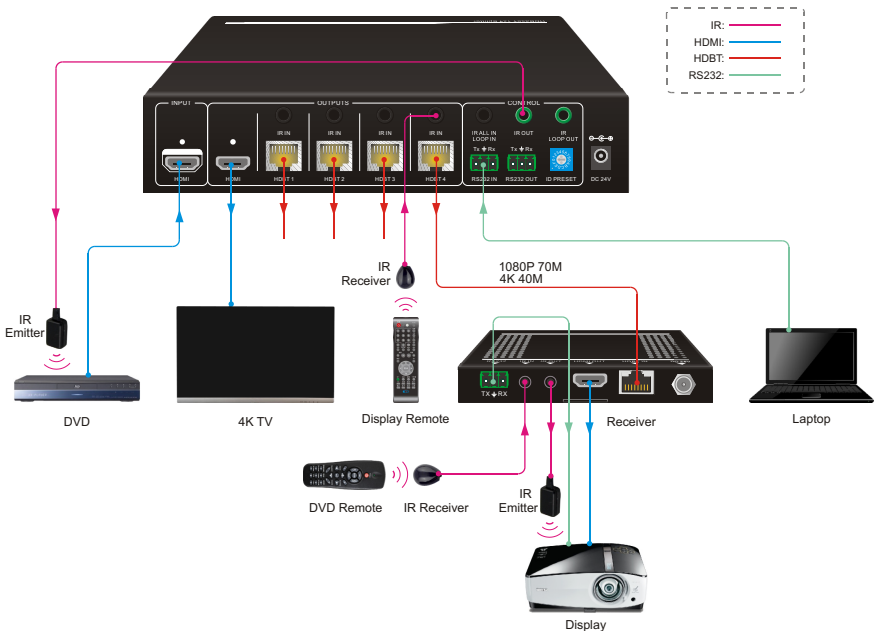 IR:
HDMI:
HDBT:
RS232:
INPUT
OUTPUTS
CONTROL
IR IN
IR IN
IR IN
IR IN
IR ALL IN
LOOP IN
IR OUT
IR
LOOP OUT
Tx Rx
Tx Rx
HDMI
HDMI
HDBT 1
HDBT 2
HDBT 3
HDBT 4
RS232 IN
RS232 OUT
ID PRESET
DC 24V
IR
Receiver
1080P 70M
4K 40M
IR
Emitter
TX RX
DVD
4K TV
Display Remote
Receiver
Laptop
DVD Remote
IR Receiver
IR
Emitter
Display